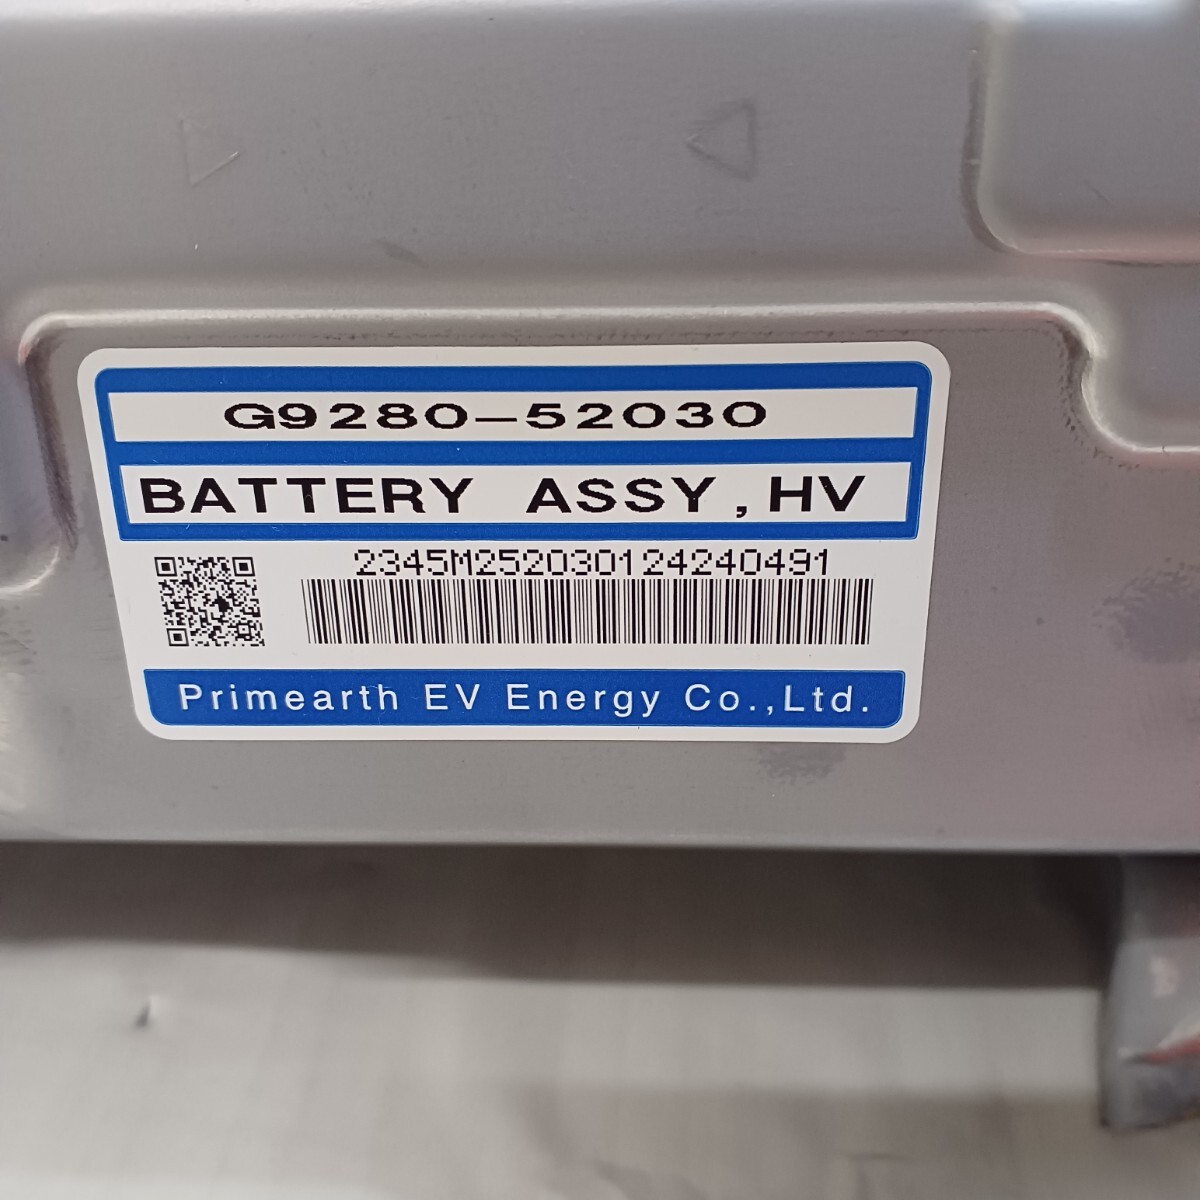 G9280-52030
BATTERY ASSY,HV
2345M252030124240491
Primearth EV Energy Co.,Ltd.